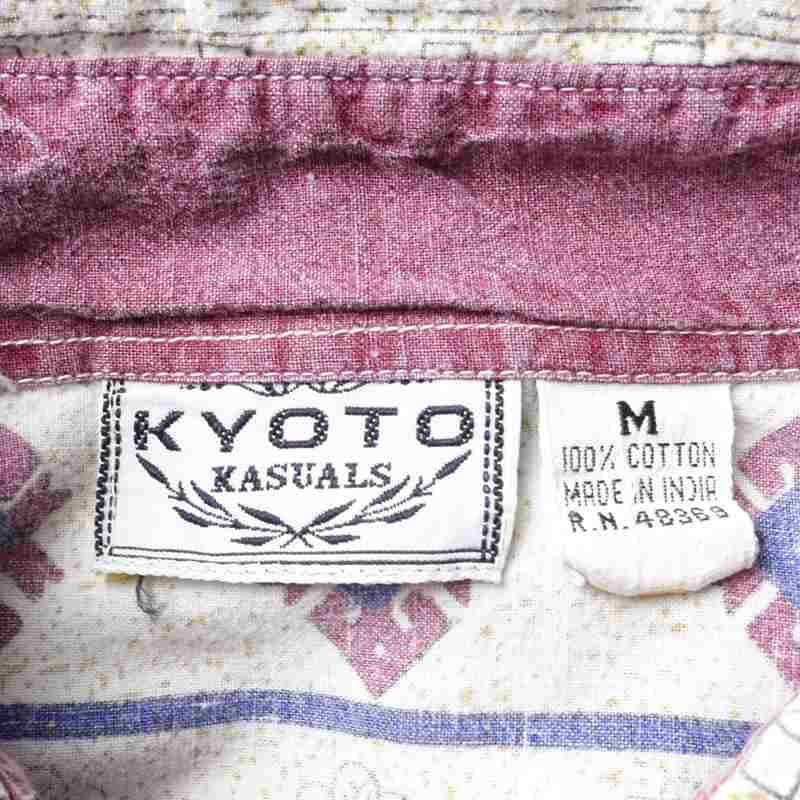 KYOTO
KASUALS
M
100% COTTON
MADE IN INDIA
R.N. 48369